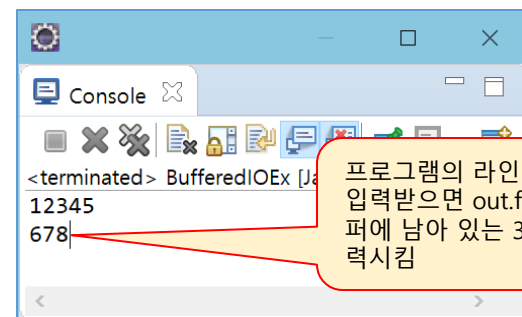 Console
<terminated> BufferedIOEx [Ja
12345
678
프로그램의 라인
입력받으면 out.f
퍼에 남아 있는 3
력시킴